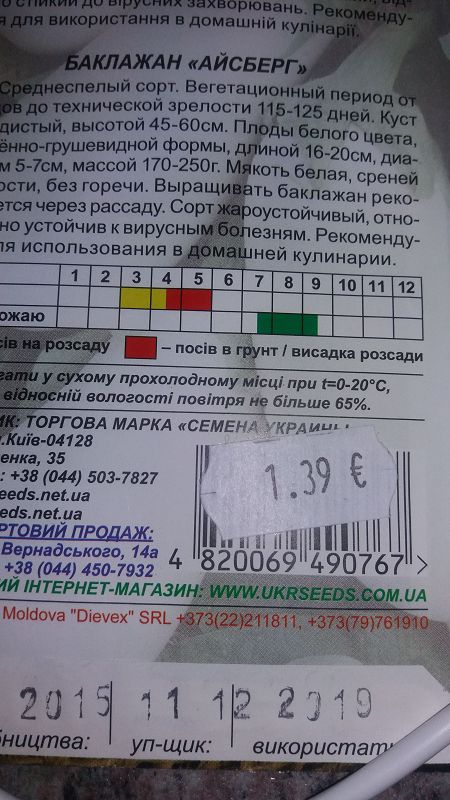 стійкий до вірусних захворювань. Рекоменду-
я для використання в домашній кулінарії.
БАКЛАЖАН «АЙСБЕРГ»
Среднеспелый сорт. Вегетационный период от
дов до технической зрелости 115-125 дней. Куст
дистый, высотой 45-60см. Плоды белого цвета,
ённо-грушевидной формы, длиной 16-20см, диа-
м 5-7см, массой 170-250г. Мякоть белая, среней
ости, без горечи. Выращивать баклажан реко-
ется через рассаду. Сорт жароустойчивый, отно-
но устойчив к вирусным болезням. Рекоменду-
ля использования в домашней кулинарии.
1 2 3 4 5 6 7 8 9 10 11 12
ожаю
сів на розсаду – посів в грунт / висадка розсади
гати у сухому прохолодному місці при t=0-20°С,
відносній вологості повітря не більше 65%.
ИК: ТОРГОВА МАРКА «СЕМЕНА УКРАИНЫ
.Київ-04128
енка, 35
: +38 (044) 503-7827
eeds.net.ua
eds.net.ua
1.39 €
РТОВИЙ ПРОДАЖ:
Вернадського, 14а
+38 (044) 450-7932
4 820069 490767 >
ИЙ ІНТЕРНЕТ-МАГАЗИН: WWW.UKRSEEDS.COM.UA
Moldova "Dievex" SRL +373(22)211811, +373(79)761910
2015 11 12 2019
бництва: уп-щик: використат